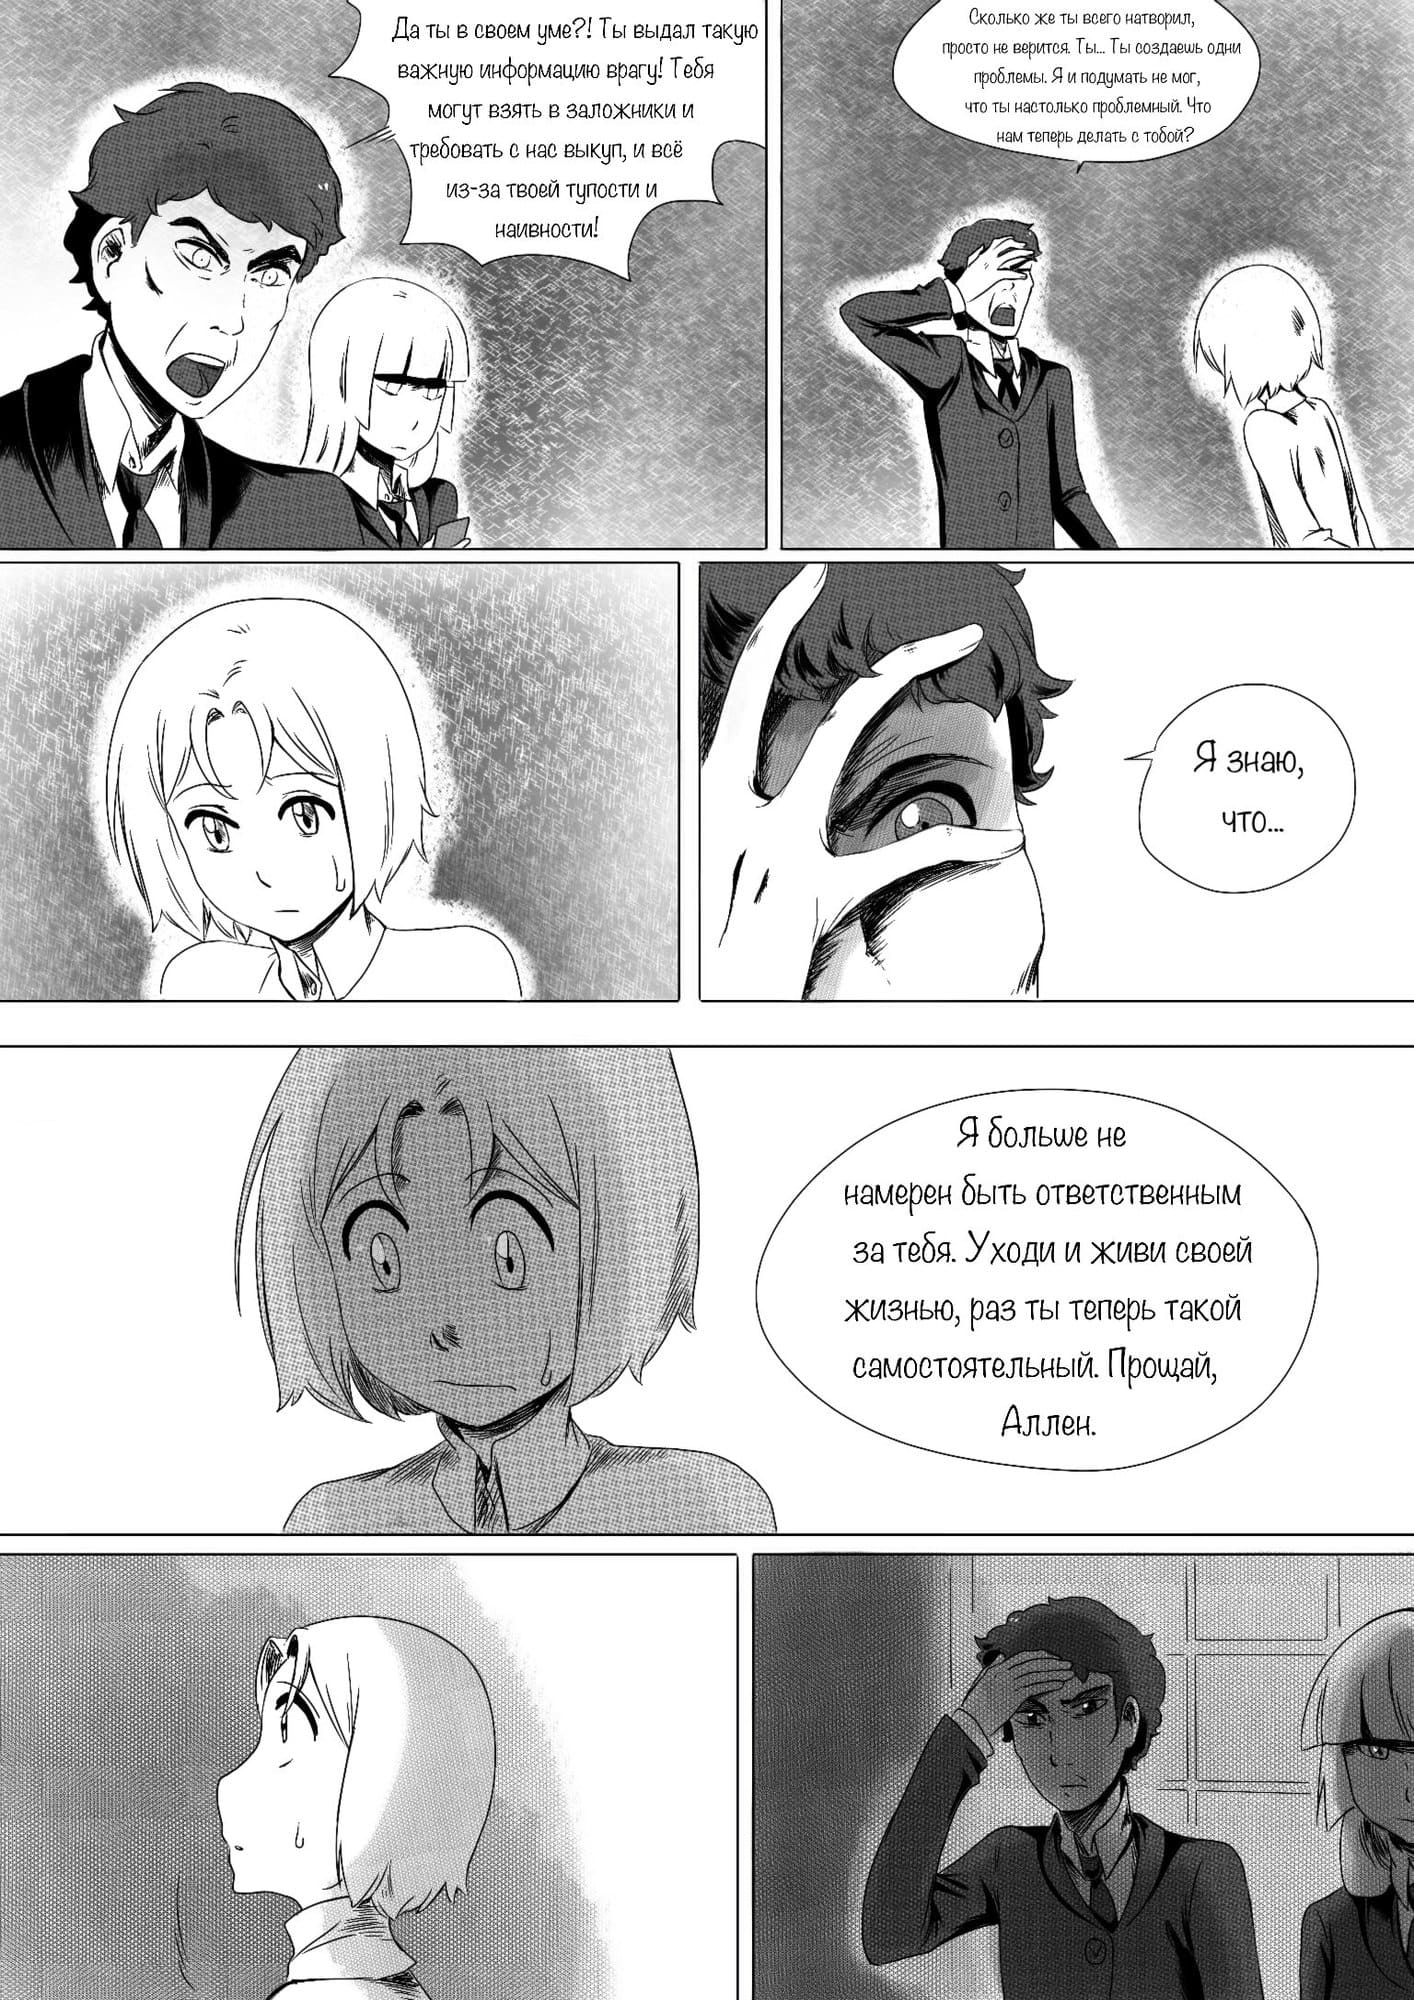 Да ты в своем уме?! Ты выдал такую
важную информацию врагу! Тебя
могут взять в заложники и
требовать с нас выкуп, и всё
из-за твоей тупости и
наивности!
Сколько же ты всего натворил,
просто не верится. Ты... Ты создаешь одни
проблемы. Я и подумать не мог,
что ты настолько проблемный. Что
нам теперь делать с тобой?
Я знаю,
что...
Я больше не
намерен быть ответственным
за тебя. Уходи и живи своей
жизнью, раз ты теперь такой
самостоятельный. Прощай,
Аллен.